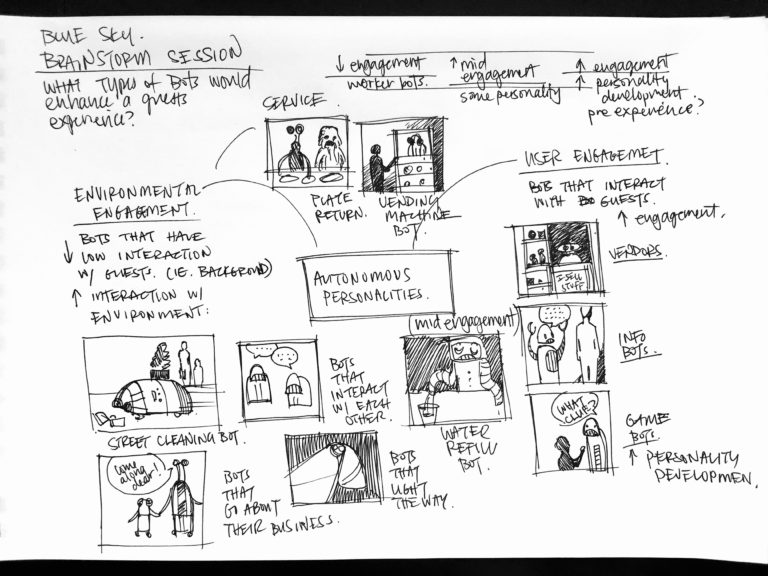 BLUE SKY.
BRAINSTORM SESSION
WHAT TYPES OF BOTS WOULD
enhance a guests
experience?
↓ engagement
worker bots.
↑ mid
engagement
some personality
↑ engagement
↑ personality
development
pre experience?
SERVICE.
PLATE
RETURN.
VENDING
MACHINE
BOT.
USER ENGAGEMET.
BOTS THAT INTERACT
WITH GUESTS.
↑ engagement.
VENDORS.
I SELL
STUFF
INFO
BOTS.
WHAT
CLUE?
GAME
BOTS
↑ PERSONALITY
DEVELOPMEN.
ENVIRONMENTAL
ENGAGEMENT.
↓ BOTS THAT HAVE
LOW INTERACTION
W/ GUESTS. (IE. BACKGROUND)
↑ INTERACTION W/
ENVIRONMENT:
AUTONOMOUS
PERSONALITIES.
(mid engagement)
WATER
REFILL
BOT.
STREET CLEANING BOT.
BOTS
THAT
INTERACT
W/ EACH
OTHER.
come
along
dear!
BOTS
THAT
GO ABOUT
THEIR BUSINESS.
BOTS
THAT
LIGHT
THE WAY.